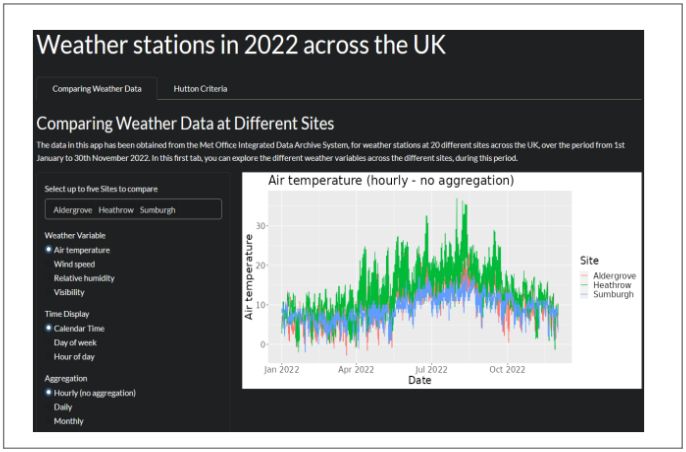 Weather stations in 2022 across the UK
Comparing Weather Data
Hutton Criteria
Comparing Weather Data at Different Sites
The data in this app has been obtained from the Met Office Integrated Data Archive System, for weather stations at 20 different sites across the UK, over the period from 1st
January to 30th November 2022. In this first tab, you can explore the different weather variables across the different sites, during this period.
Select up to five Sites to compare
Aldergrove Heathrow Sumburgh
Weather Variable
Air temperature
Wind speed
Relative humidity
Visibility
Time Display
Calendar Time
Day of week
Hour of day
Aggregation
Hourly (no aggregation)
Daily
Monthly
Air temperature (hourly - no aggregation)
Air temperature
30
20
10
0
Jan 2022
Apr 2022
Jul 2022
Oct 2022
Date
Site
Aldergrove
Heathrow
Sumburgh